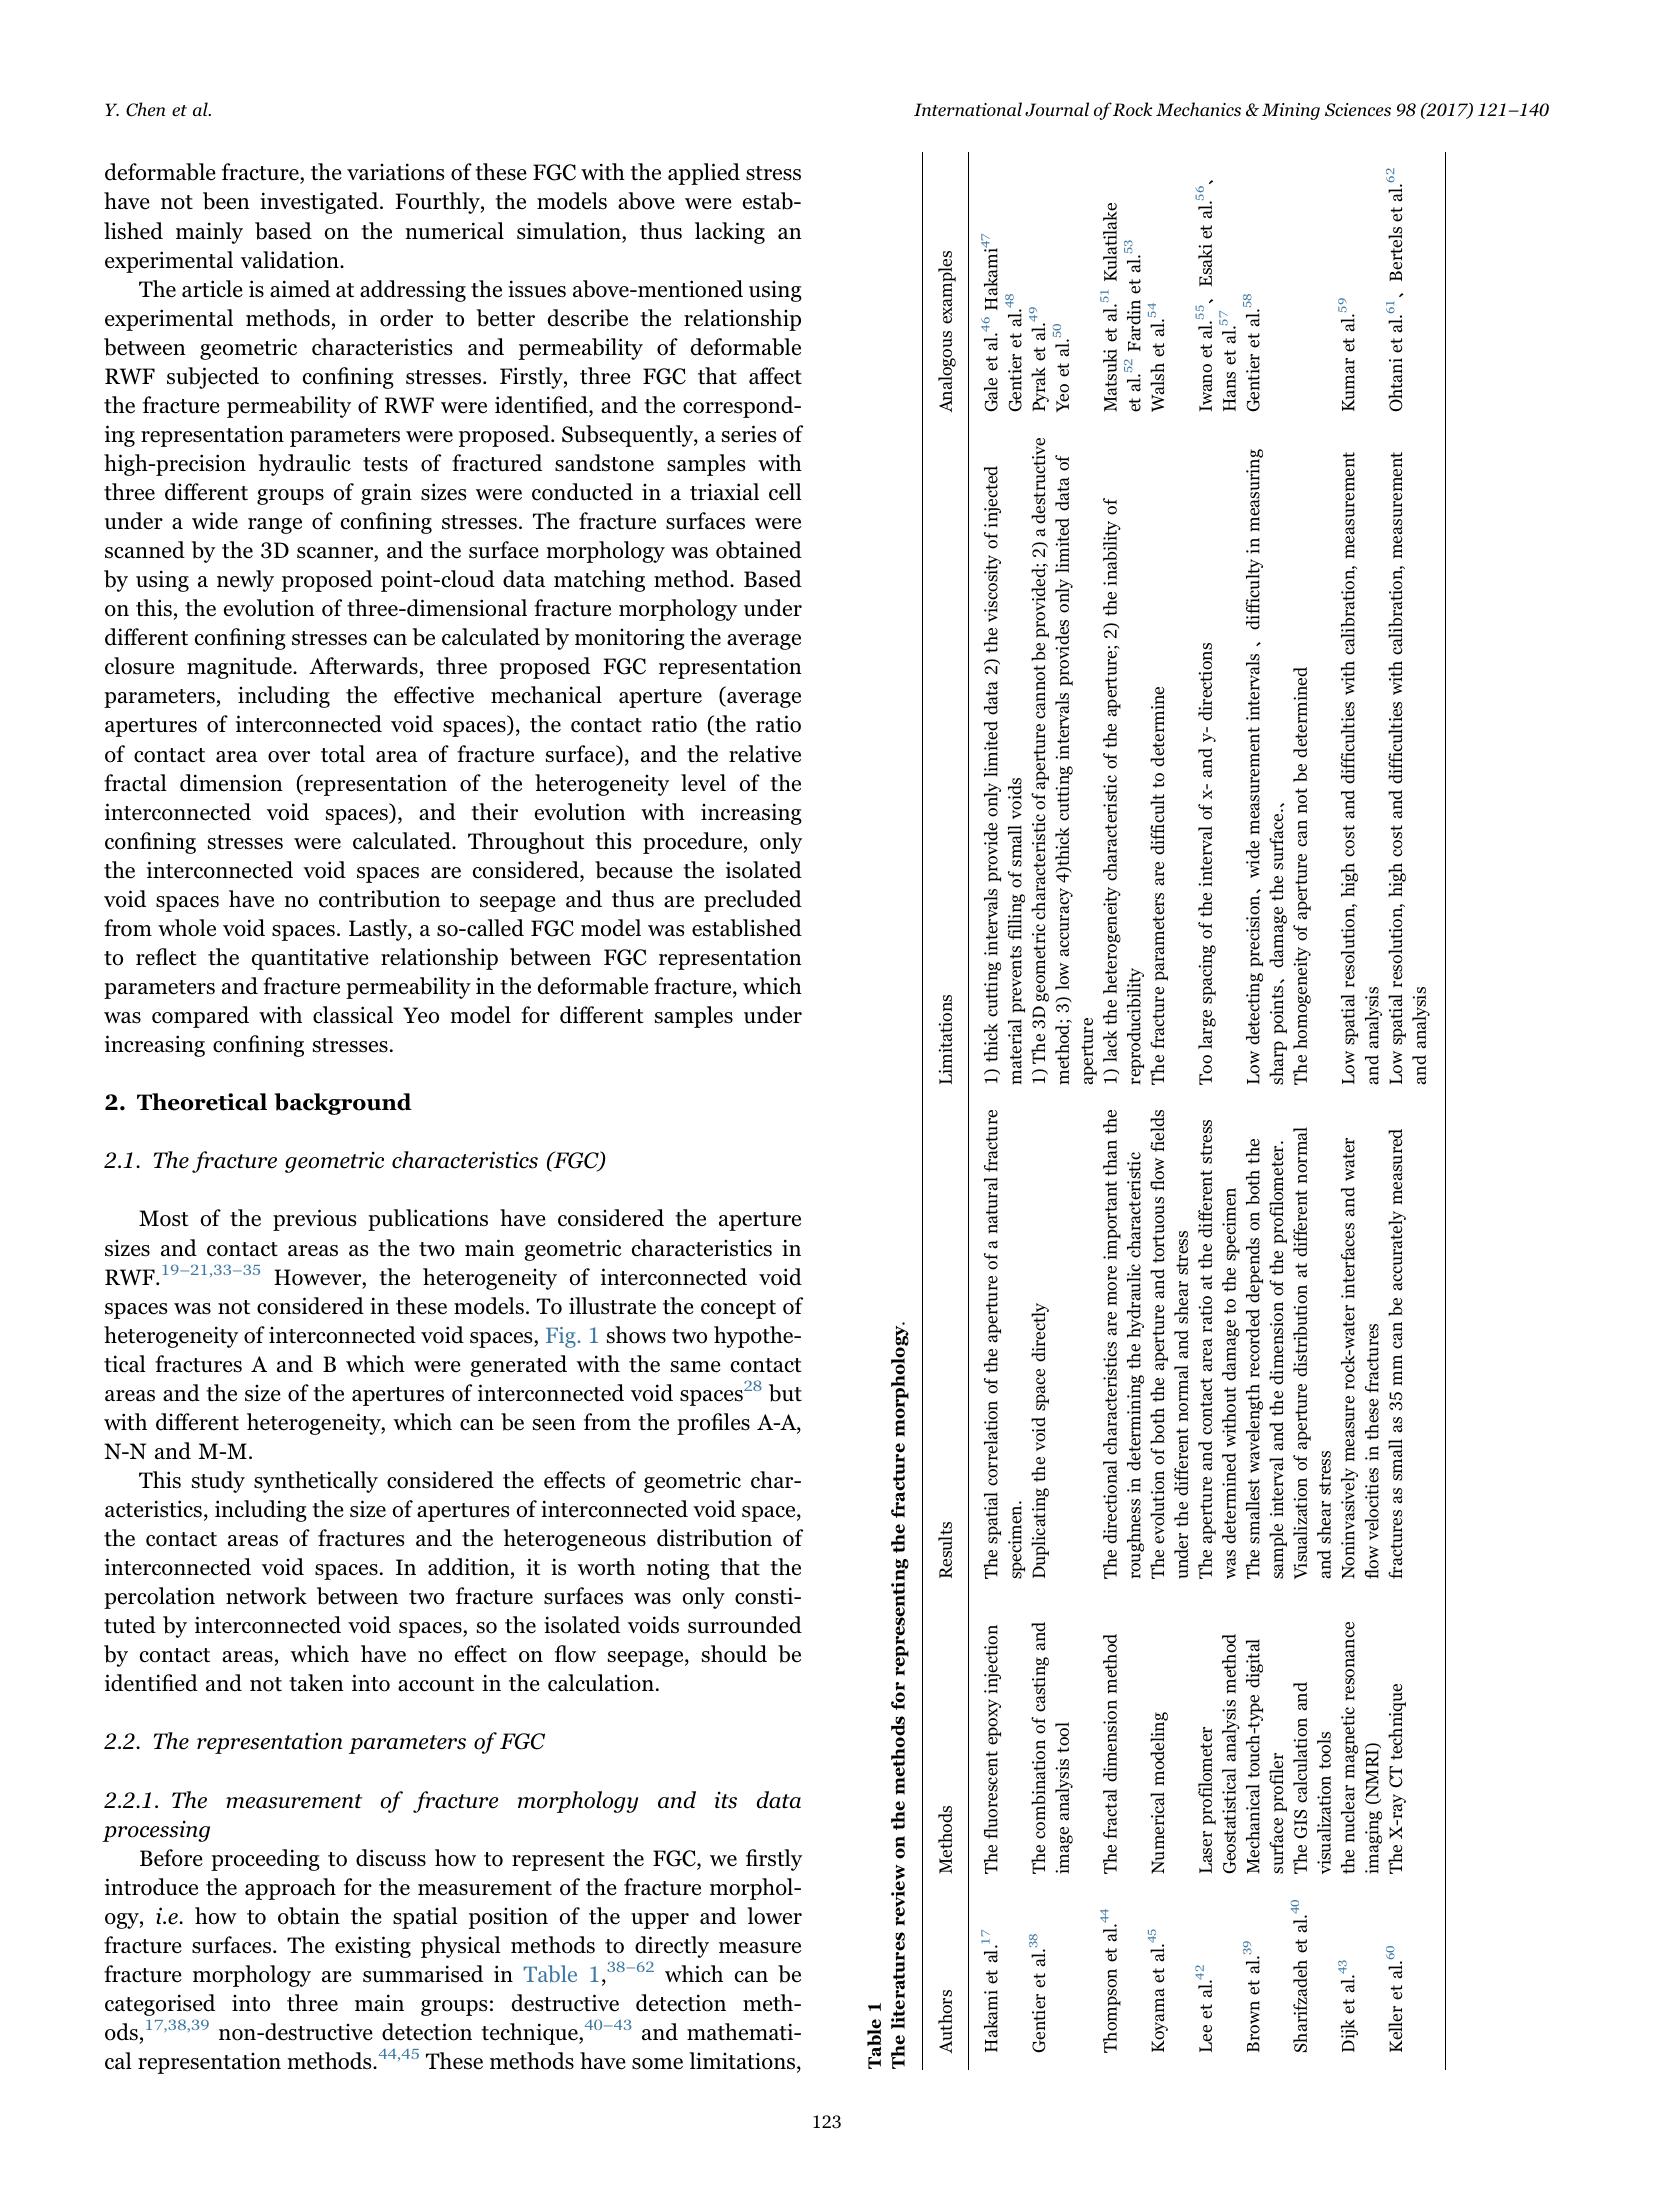 Y. Chen et al.
International Journal of Rock Mechanics & Mining Sciences 98 (2017) 121–140
deformable fracture, the variations of these FGC with the applied stress
have not been investigated. Fourthly, the models above were estab-
lished mainly based on the numerical simulation, thus lacking an
experimental validation.
The article is aimed at addressing the issues above-mentioned using
experimental methods, in order to better describe the relationship
between geometric characteristics and permeability of deformable
RWF subjected to confining stresses. Firstly, three FGC that affect
the fracture permeability of RWF were identified, and the correspond-
ing representation parameters were proposed. Subsequently, a series of
high-precision hydraulic tests of fractured sandstone samples with
three different groups of grain sizes were conducted in a triaxial cell
under a wide range of confining stresses. The fracture surfaces were
scanned by the 3D scanner, and the surface morphology was obtained
by using a newly proposed point-cloud data matching method. Based
on this, the evolution of three-dimensional fracture morphology under
different confining stresses can be calculated by monitoring the average
closure magnitude. Afterwards, three proposed FGC representation
parameters, including the effective mechanical aperture (average
apertures of interconnected void spaces), the contact ratio (the ratio
of contact area over total area of fracture surface), and the relative
fractal dimension (representation of the heterogeneity level of the
interconnected void spaces), and their evolution with increasing
confining stresses were calculated. Throughout this procedure, only
the interconnected void spaces are considered, because the isolated
void spaces have no contribution to seepage and thus are precluded
from whole void spaces. Lastly, a so-called FGC model was established
to reflect the quantitative relationship between FGC representation
parameters and fracture permeability in the deformable fracture, which
was compared with classical Yeo model for different samples under
increasing confining stresses.
2. Theoretical background
2.1. The fracture geometric characteristics (FGC)
Most of the previous publications have considered the aperture
sizes and contact areas as the two main geometric characteristics in
RWF.19–21,33–35 However, the heterogeneity of interconnected void
spaces was not considered in these models. To illustrate the concept of
heterogeneity of interconnected void spaces, Fig. 1 shows two hypothe-
tical fractures A and B which were generated with the same contact
areas and the size of the apertures of interconnected void spaces28 but
with different heterogeneity, which can be seen from the profiles A-A,
N-N and M-M.
This study synthetically considered the effects of geometric char-
acteristics, including the size of apertures of interconnected void space,
the contact areas of fractures and the heterogeneous distribution of
interconnected void spaces. In addition, it is worth noting that the
percolation network between two fracture surfaces was only consti-
tuted by interconnected void spaces, so the isolated voids surrounded
by contact areas, which have no effect on flow seepage, should be
identified and not taken into account in the calculation.
2.2. The representation parameters of FGC
2.2.1. The measurement of fracture morphology and its data
processing
Before proceeding to discuss how to represent the FGC, we firstly
introduce the approach for the measurement of the fracture morphol-
ogy, i.e. how to obtain the spatial position of the upper and lower
fracture surfaces. The existing physical methods to directly measure
fracture morphology are summarised in Table 1,38–62 which can be
categorised into three main groups: destructive detection meth-
ods,17,38,39 non-destructive detection technique,40–43 and mathemati-
cal representation methods.44,45 These methods have some limitations,
Table 1
The literatures review on the methods for representing the fracture morphology.
Authors Methods Results Limitations Analogous examples
Hakami et al.17 The fluorescent epoxy injection The spatial correlation of the aperture of a natural fracture 1) thick cutting intervals provide only limited data 2) the viscosity of injected Gale et al.46 Hakami47
specimen. material prevents filling of small voids Gentier et al.48
Gentier et al.38 The combination of casting and Duplicating the void space directly 1) The 3D geometric characteristic of aperture cannot be provided; 2) a destructive Pyrak et al.49
image analysis tool method; 3) low accuracy 4)thick cutting intervals provides only limited data of Yeo et al.50
aperture
Thompson et al.44 The fractal dimension method The directional characteristics are more important than the 1) lack the heterogeneity characteristic of the aperture; 2) the inability of Matsuki et al.51 Kulatilake
roughness in determining the hydraulic characteristic reproducibility et al.52 Fardin et al.53
Koyama et al.45 Numerical modeling The evolution of both the aperture and tortuous flow fields The fracture parameters are difficult to determine Walsh et al.54
under the different normal and shear stress
Lee et al.42 Laser profilometer The aperture and contact area ratio at the different stress Too large spacing of the interval of x- and y- directions Iwano et al.55、 Esaki et al.56、
Geostatistical analysis method was determined without damage to the specimen Hans et al.57
Brown et al.39 Mechanical touch-type digital The smallest wavelength recorded depends on both the Low detecting precision、wide measurement intervals 、difficulty in measuring Gentier et al.58
surface profiler sample interval and the dimension of the profilometer. sharp points、damage the surface.、
Sharifzadeh et al.40 The GIS calculation and Visualization of aperture distribution at different normal The homogeneity of aperture can not be determined
visualization tools and shear stress
Dijk et al.43 the nuclear magnetic resonance Noninvasively measure rock-water interfaces and water Low spatial resolution, high cost and difficulties with calibration, measurement Kumar et al.59
imaging (NMRI) flow velocities in these fractures and analysis
Keller et al.60 The X-ray CT technique fractures as small as 35 mm can be accurately measured Low spatial resolution, high cost and difficulties with calibration, measurement Ohtani et al.61、 Bertels et al.62
and analysis
123